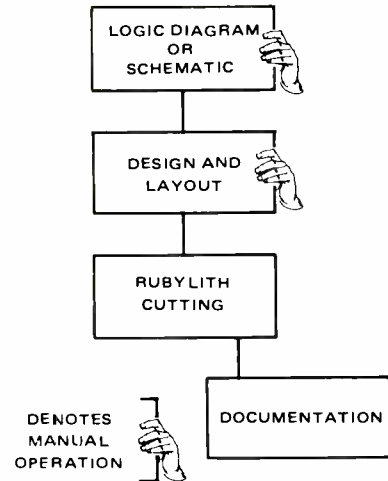 LOGIC DIAGRAM
OR
SCHEMATIC
DESIGN AND
LAYOUT
RUBYLITH
CUTTING
DOCUMENTATION
DENOTES
MANUAL
OPERATION